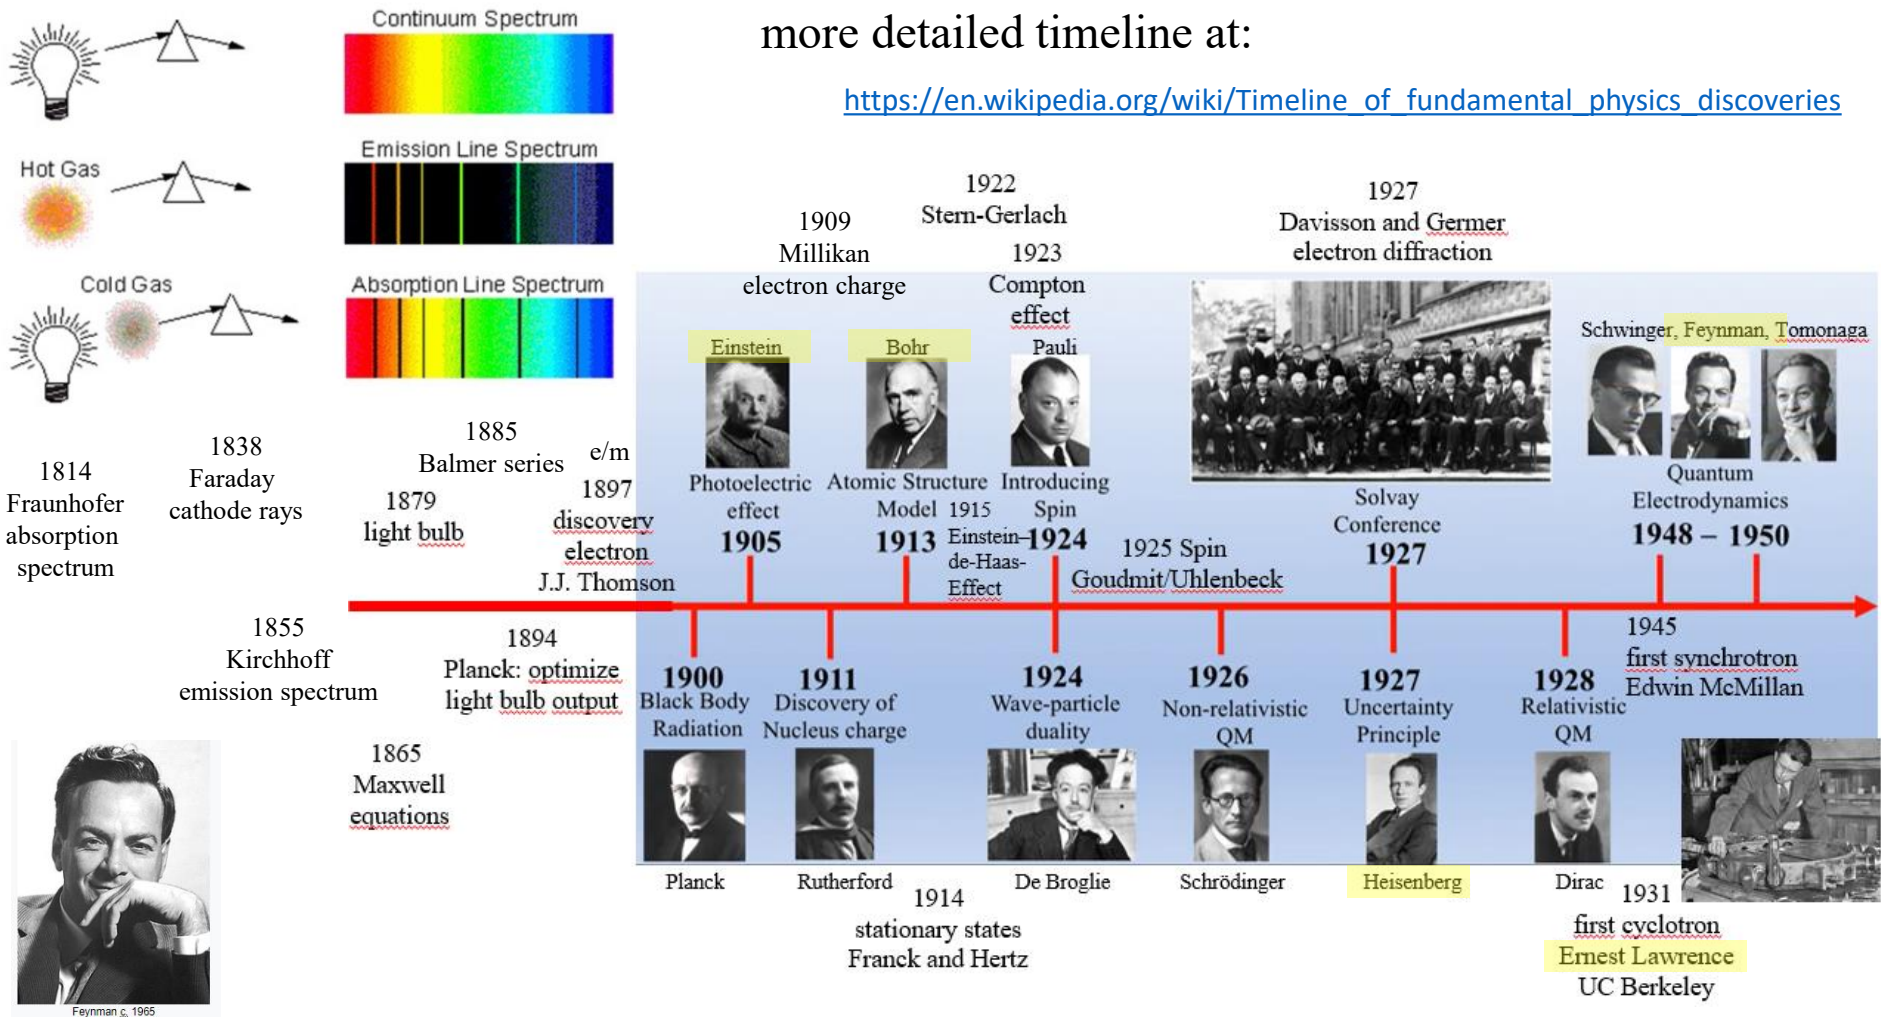 Continuum Spectrum
more detailed timeline at:
https://en.wikipedia.org/wiki/Timeline_of_fundamental_physics_discoveries
Hot Gas
Emission Line Spectrum
Cold Gas
Absorption Line Spectrum
1814
Fraunhofer
absorption
spectrum
1838
Faraday
cathode rays
1885
Balmer series
1879
light bulb
e/m
1897
discovery
electron
J.J. Thomson
1855
Kirchhoff
emission spectrum
1894
Planck: optimize
light bulb output
1865
Maxwell
equations
1909
Millikan
electron charge
1922
Stern-Gerlach
1923
Compton
effect
1927
Davisson and Germer
electron diffraction
Einstein
Photoelectric
effect
1905
Bohr
Atomic Structure
Model
1913
1915
Einstein–
de-Haas-
Effect
Pauli
Introducing
Spin
1924
1925 Spin
Goudmit/Uhlenbeck
Solvay
Conference
1927
Schwinger, Feynman, Tomonaga
Quantum
Electrodynamics
1948 – 1950
1900
Black Body
Radiation
Planck
1911
Discovery of
Nucleus charge
Rutherford
1914
stationary states
Franck and Hertz
1924
Wave-particle
duality
De Broglie
1926
Non-relativistic
QM
Schrödinger
1927
Uncertainty
Principle
Heisenberg
1928
Relativistic
QM
Dirac
1945
first synchrotron
Edwin McMillan
1931
first cyclotron
Ernest Lawrence
UC Berkeley
Feynman c. 1965